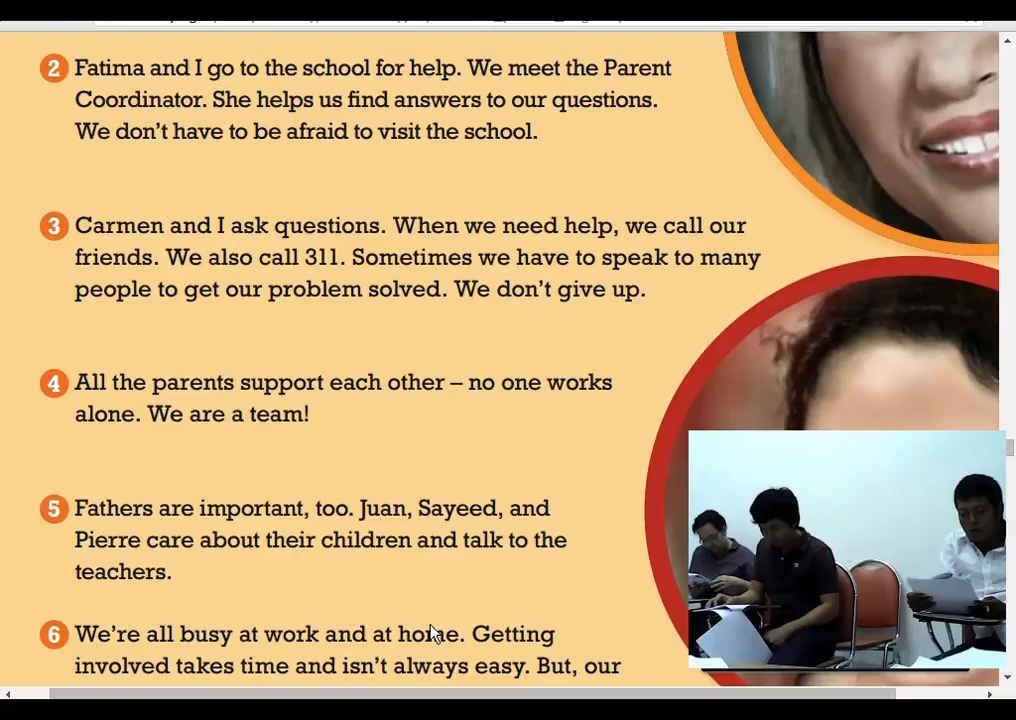 2 Fatima and I go to the school for help. We meet the Parent
Coordinator. She helps us find answers to our questions.
We don't have to be afraid to visit the school.
3 Carmen and I ask questions. When we need help, we call our
friends. We also call 311. Sometimes we have to speak to many
people to get our problem solved. We don't give up.
4 All the parents support each other – no one works
alone. We are a team!
5 Fathers are important, too. Juan, Sayeed, and
Pierre care about their children and talk to the
teachers.
6 We're all busy at work and at home. Getting
involved takes time and isn't always easy. But, our